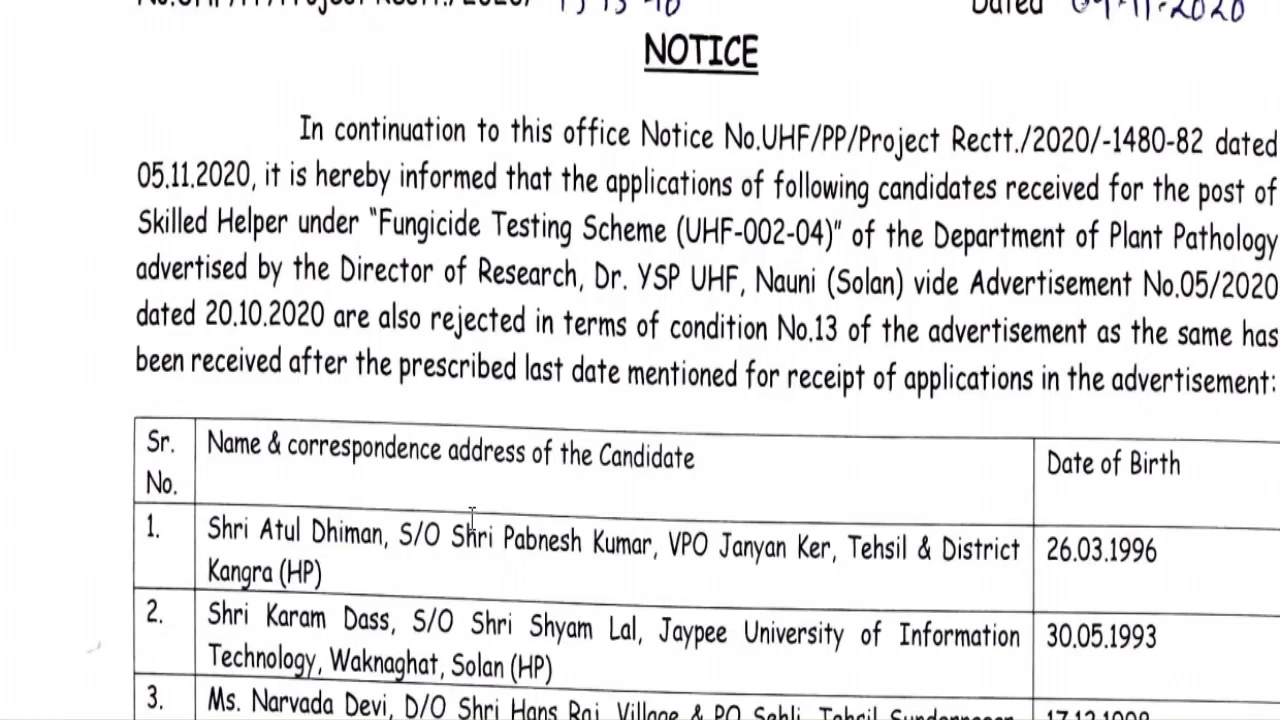 Dated 09-11-2020
NOTICE
In continuation to this office Notice No.UHF/PP/Project Rectt./2020/-1480-82 dated
05.11.2020, it is hereby informed that the applications of following candidates received for the post of
Skilled Helper under "Fungicide Testing Scheme (UHF-002-04)" of the Department of Plant Pathology
advertised by the Director of Research, Dr. YSP UHF, Nauni (Solan) vide Advertisement No.05/2020
dated 20.10.2020 are also rejected in terms of condition No.13 of the advertisement as the same has
been received after the prescribed last date mentioned for receipt of applications in the advertisement:
Sr. Name & correspondence address of the Candidate Date of Birth
No.
1. Shri Atul Dhiman, S/O Shri Pabnesh Kumar, VPO Janyan Ker, Tehsil & District 26.03.1996
Kangra (HP)
2. Shri Karam Dass, S/O Shri Shyam Lal, Jaypee University of Information 30.05.1993
Technology, Waknaghat, Solan (HP)
3. Ms. Narvada Devi, D/O Shri Hans Raj, Village & PO